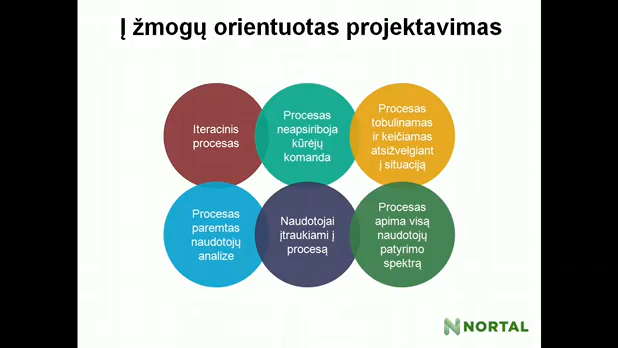 Į žmogų orientuotas projektavimas
Iteracinis
procesas
Procesas
neapsiriboja
kūrėjų
komanda
Procesas
tobulinamas
ir keičiamas
atsižvelgiant
į situaciją
Procesas
paremtas
naudotojų
analize
Naudotojai
įtraukiami į
procesą
Procesas
apima visą
naudotojų
patyrimo
spektrą
NORTAL